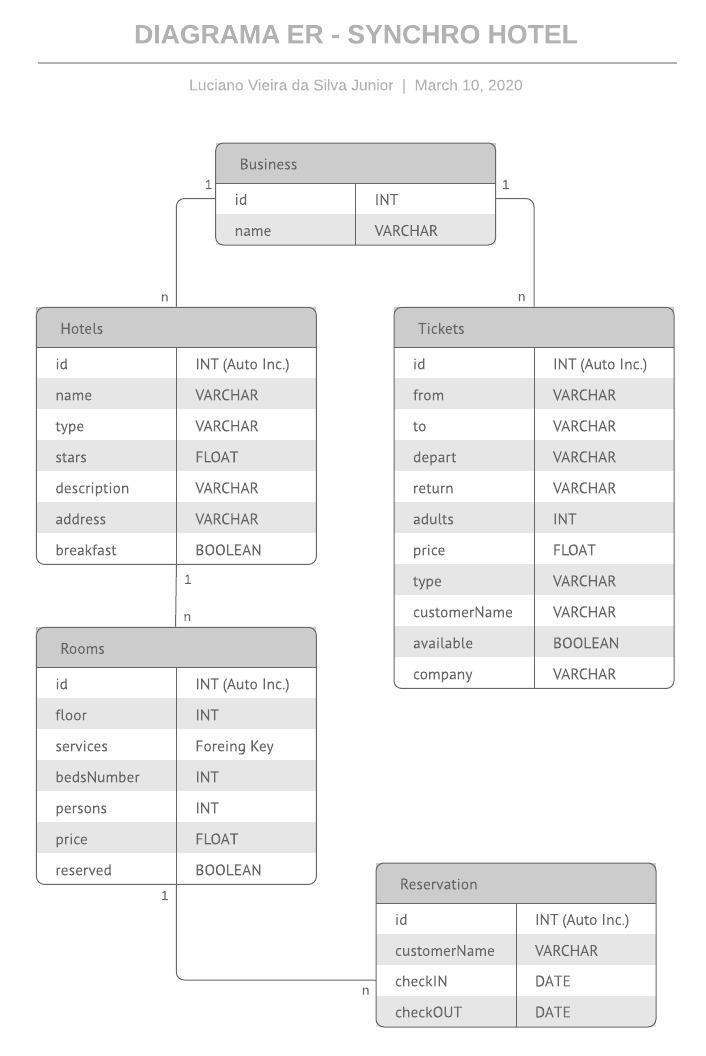 DIAGRAMA ER - SYNCHRO HOTEL
Luciano Vieira da Silva Junior | March 10, 2020
Business
1
1
id INT
name VARCHAR
n
n
Hotels
id INT (Auto Inc.)
name VARCHAR
type VARCHAR
stars FLOAT
description VARCHAR
address VARCHAR
breakfast BOOLEAN
Tickets
id INT (Auto Inc.)
from VARCHAR
to VARCHAR
depart VARCHAR
return VARCHAR
adults INT
price FLOAT
type VARCHAR
customerName VARCHAR
available BOOLEAN
company VARCHAR
1
n
Rooms
id INT (Auto Inc.)
floor INT
services Foreing Key
bedsNumber INT
persons INT
price FLOAT
reserved BOOLEAN
1
n
Reservation
id INT (Auto Inc.)
customerName VARCHAR
checkIN DATE
checkOUT DATE